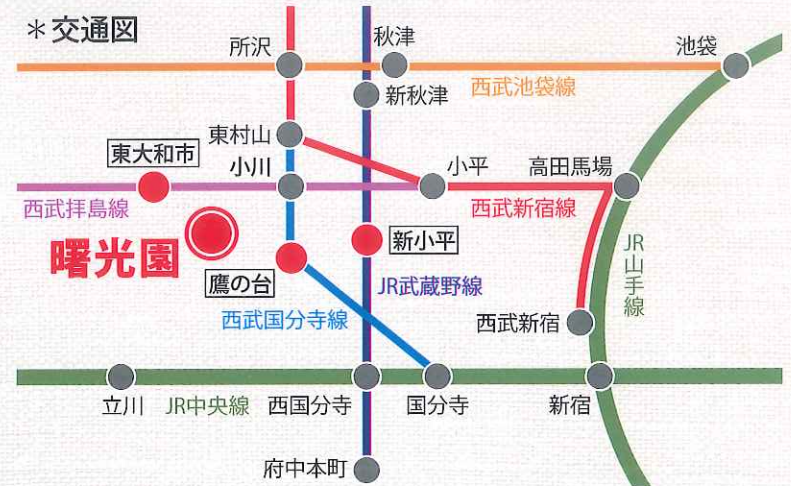 ＊交通図
所沢
秋津
池袋
新秋津
西武池袋線
東村山
東大和市
小川
小平
高田馬場
西武拝島線
西武新宿線
曙光園
新小平
JR山手線
鷹の台
JR武蔵野線
西武国分寺線
西武新宿
立川
JR中央線
西国分寺
国分寺
新宿
府中本町